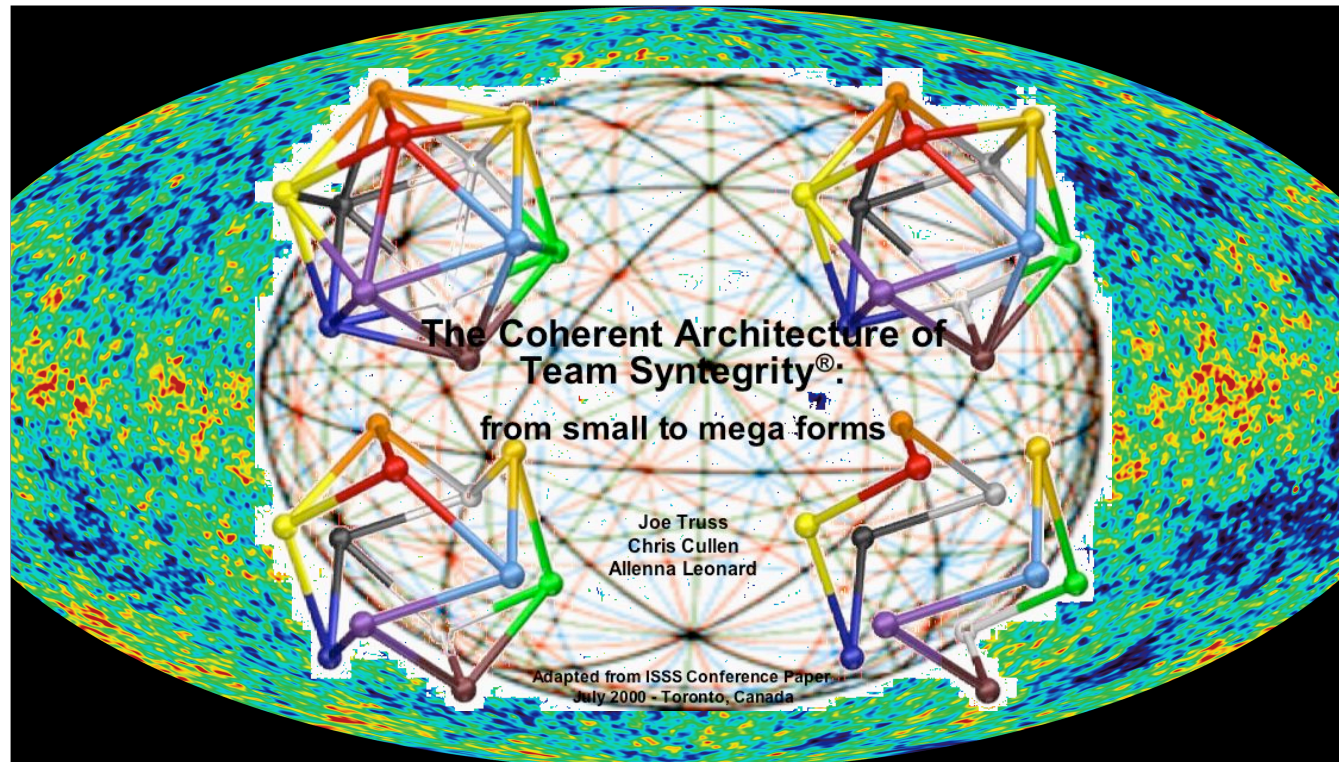 The Coherent Architecture of
Team Syntegrity®:
from small to mega forms
Joe Truss
Chris Cullen
Allenna Leonard
Adapted from ISSS Conference Paper
July 2000 - Toronto, Canada